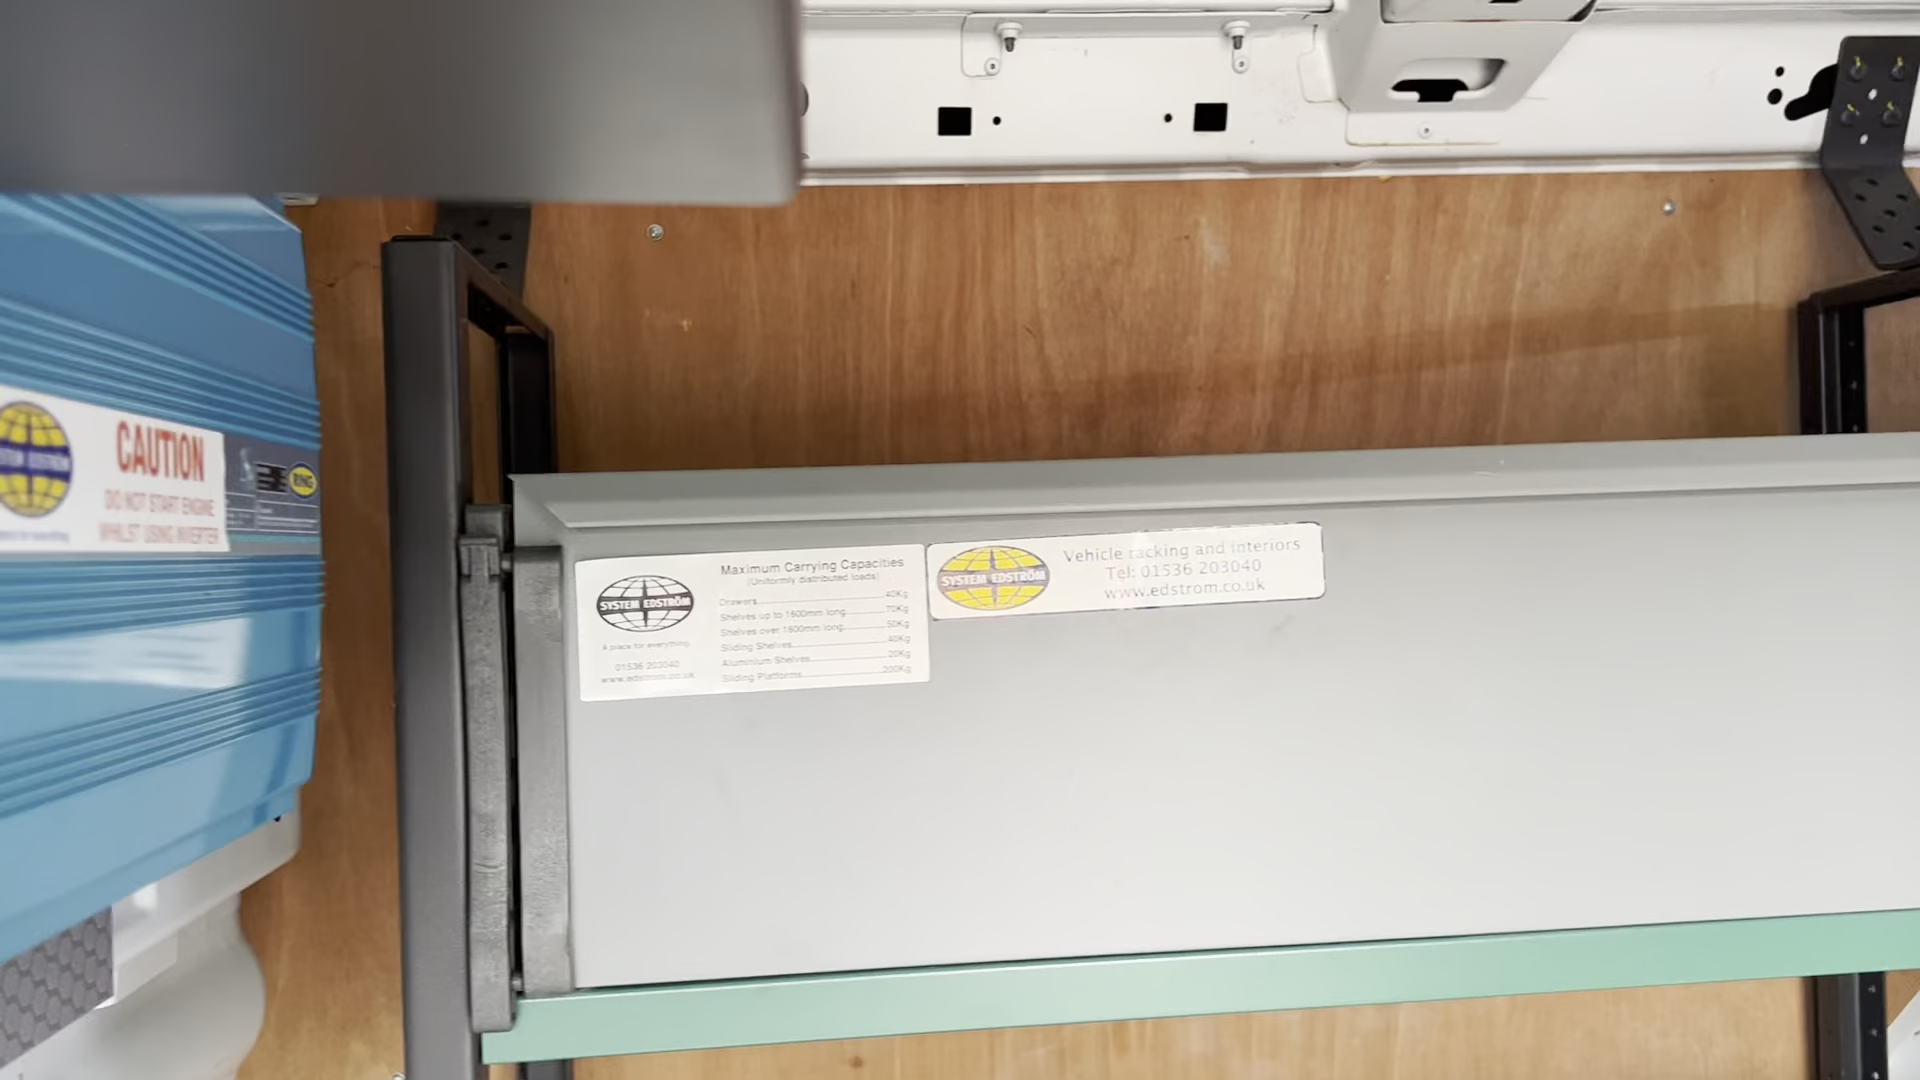 SYSTEM EDSTRÖM
CAUTION
DO NOT START ENGINE
WHILST USING INVERTER
RING
SYSTEM EDSTRÖM
A place for everything.
01536 203040
www.edstrom.co.uk
Maximum Carrying Capacities
(Uniformly distributed loads)
Drawers 40Kg
Shelves up to 1600mm long 70Kg
Shelves over 1600mm long 50Kg
Sliding Shelves 40Kg
Aluminium Shelves 20Kg
Sliding Platforms 200Kg
SYSTEM EDSTRÖM
Vehicle racking and interiors
Tel: 01536 203040
www.edstrom.co.uk